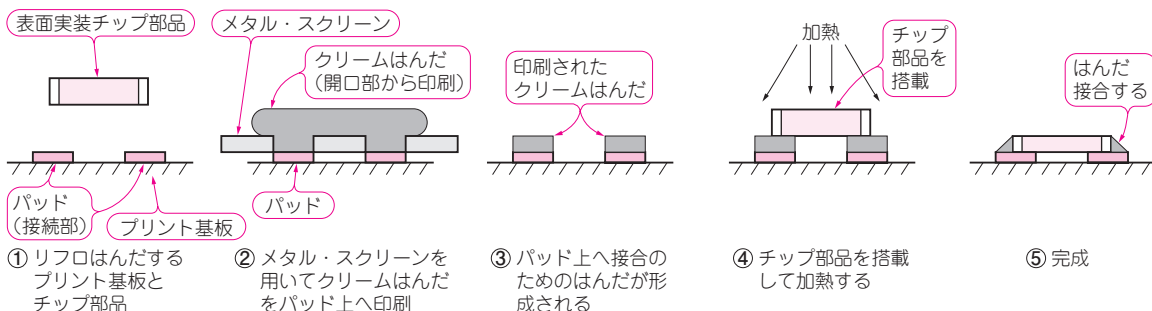 表面実装チップ部品
パッド
(接続部)
プリント基板
① リフロはんだする
プリント基板と
チップ部品
メタル・スクリーン
クリームはんだ
(開口部から印刷)
パッド
② メタル・スクリーンを
用いてクリームはんだ
をパッド上へ印刷
印刷された
クリームはんだ
③ パッド上へ接合の
ためのはんだが形
成される
加熱
チップ
部品を
搭載
④ チップ部品を搭載
して加熱する
はんだ
接合する
⑤ 完成